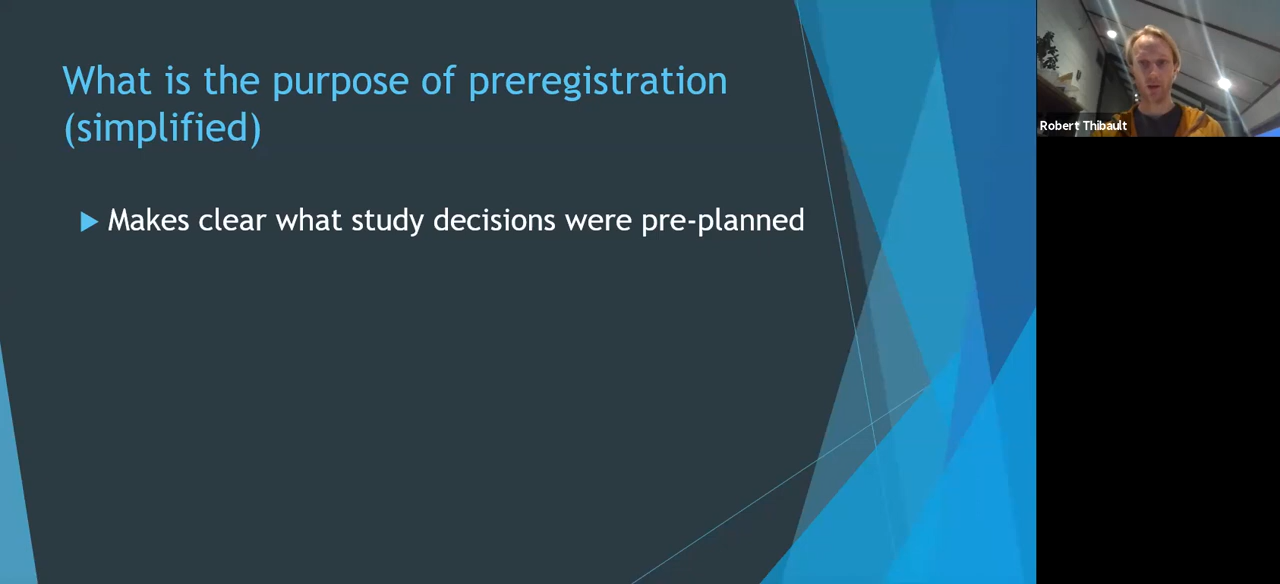 What is the purpose of preregistration
(simplified)
Makes clear what study decisions were pre-planned
Robert Thibault